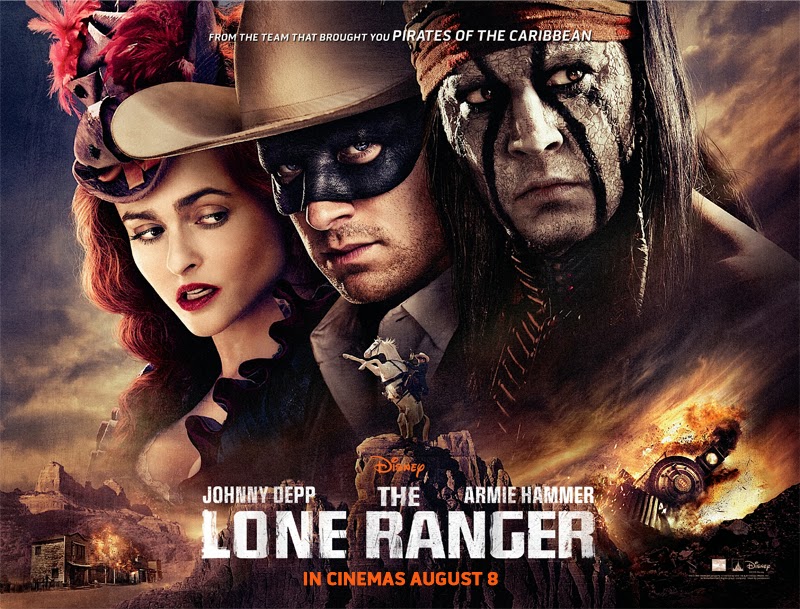 FROM THE TEAM THAT BROUGHT YOU PIRATES OF THE CARIBBEAN
Disney
JOHNNY DEPP THE ARMIE HAMMER
LONE RANGER
IN CINEMAS AUGUST 8
Disney